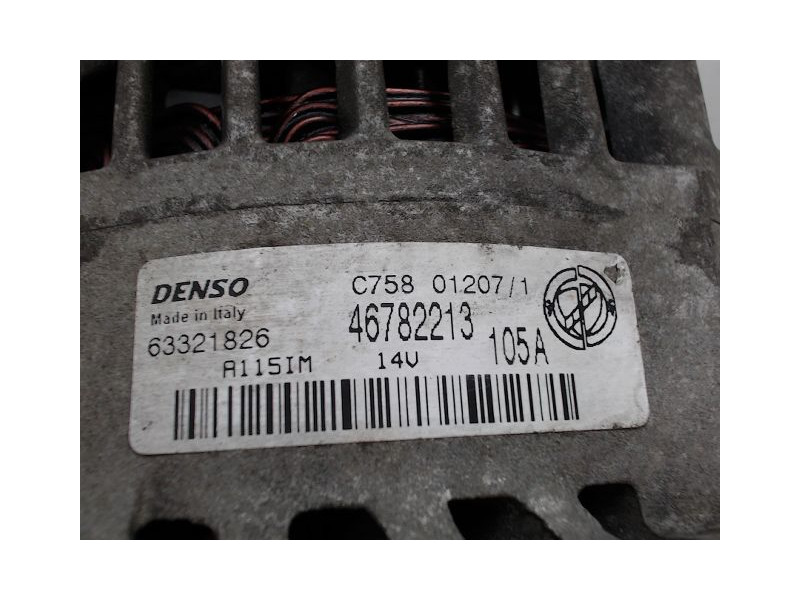 DENSO C758 01207/1
Made in Italy 46782213
63321826 105A
A115IM 14V